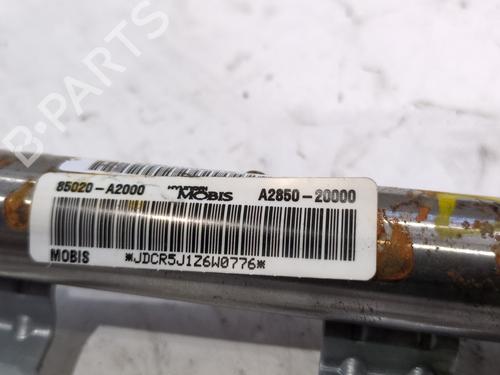 B-PARTS
85020-A2000 HYUNDAI MOBIS A2850-20000
MOBIS *JDCR5J1Z6W0776*